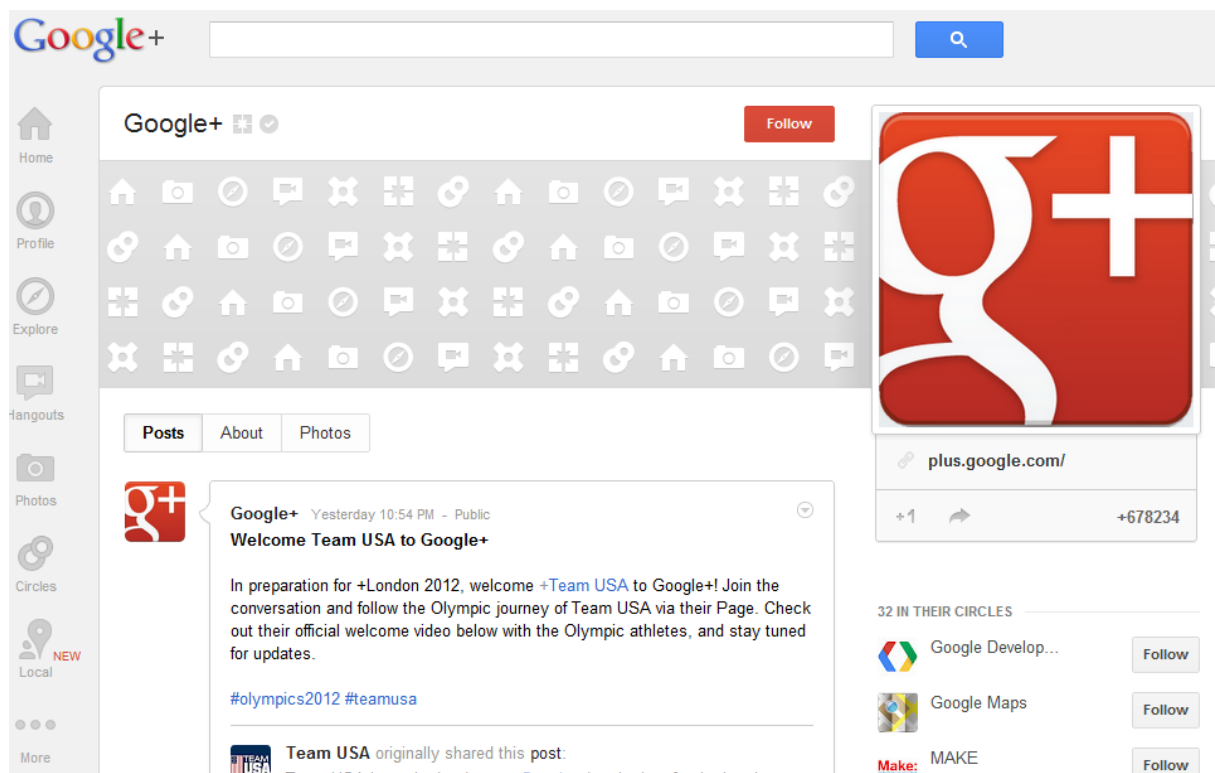 Google+
Home
Profile
Explore
Hangouts
Photos
Circles
NEW
Local
More
Google+
Follow
g+
Posts About Photos
g+
Google+ Yesterday 10:54 PM - Public
Welcome Team USA to Google+
In preparation for +London 2012, welcome +Team USA to Google+! Join the
conversation and follow the Olympic journey of Team USA via their Page. Check
out their official welcome video below with the Olympic athletes, and stay tuned
for updates.
#olympics2012 #teamusa
TEAM
USA
Team USA originally shared this post:
plus.google.com/
+1 +678234
32 IN THEIR CIRCLES
Google Develop... Follow
Google Maps Follow
Make: MAKE Follow